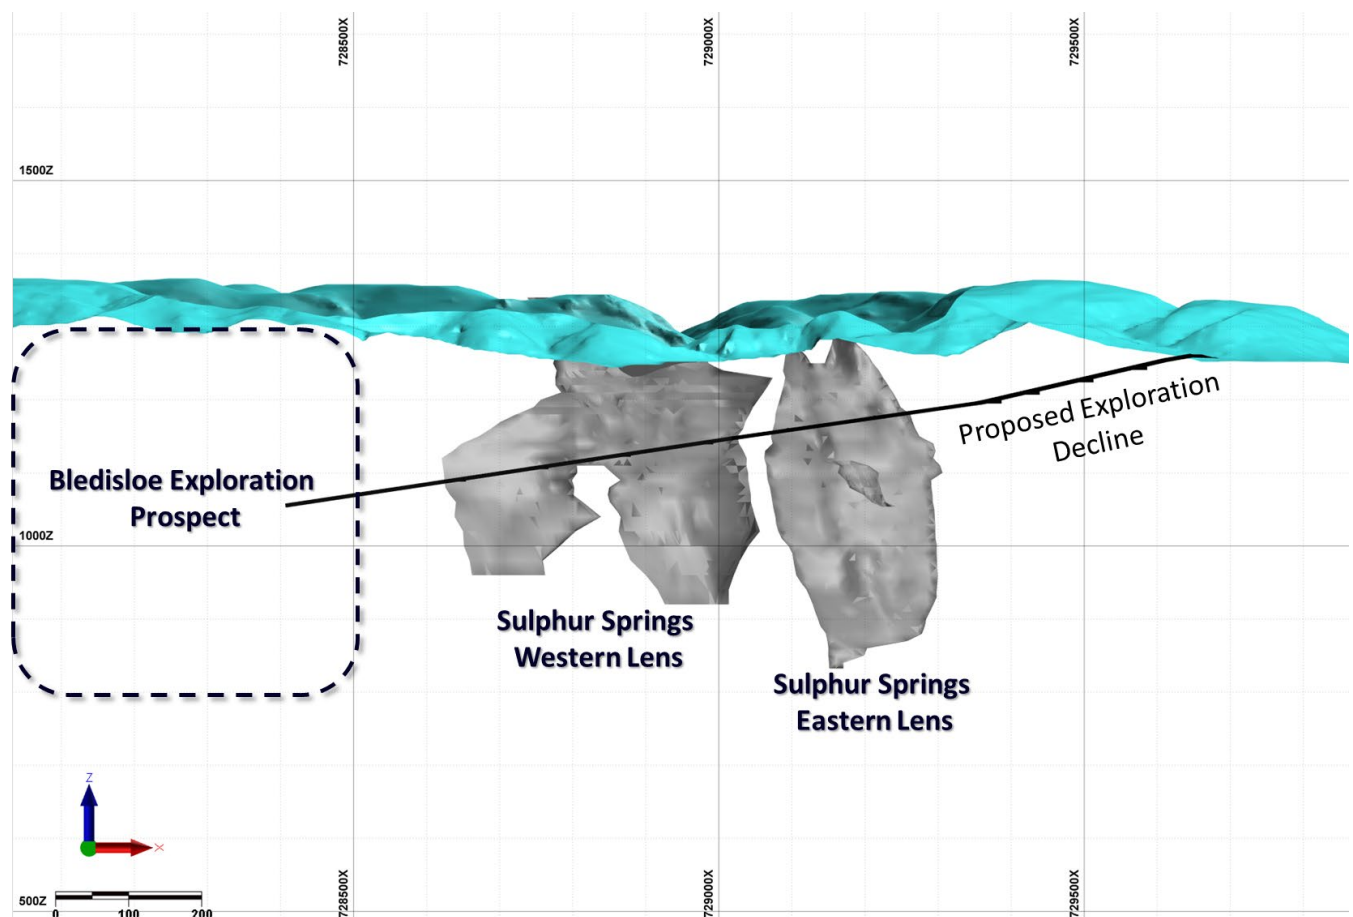 728500X
729000X
729500X
1500Z
Proposed Exploration
Decline
Bledisloe Exploration
Prospect
1000Z
Sulphur Springs
Western Lens
Sulphur Springs
Eastern Lens
Z
X
500Z
0 100 200
728500X
729000X
729500X